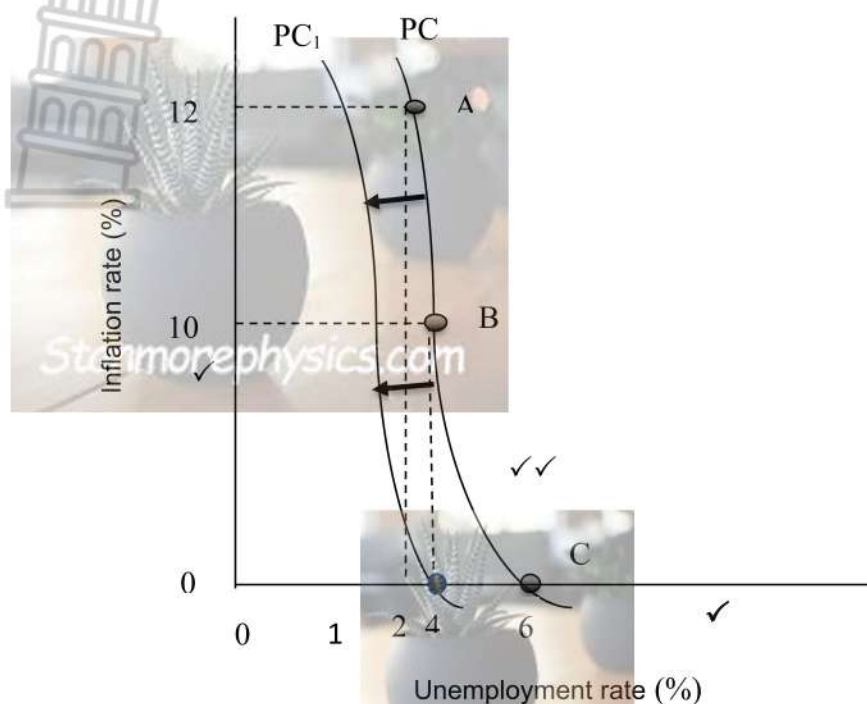 PC₁
PC
12
A
Inflation rate (%)
10
B
Stanmorephysics.com
✓
✓✓
C
0
0
1
2
4
6
✓
Unemployment rate (%)